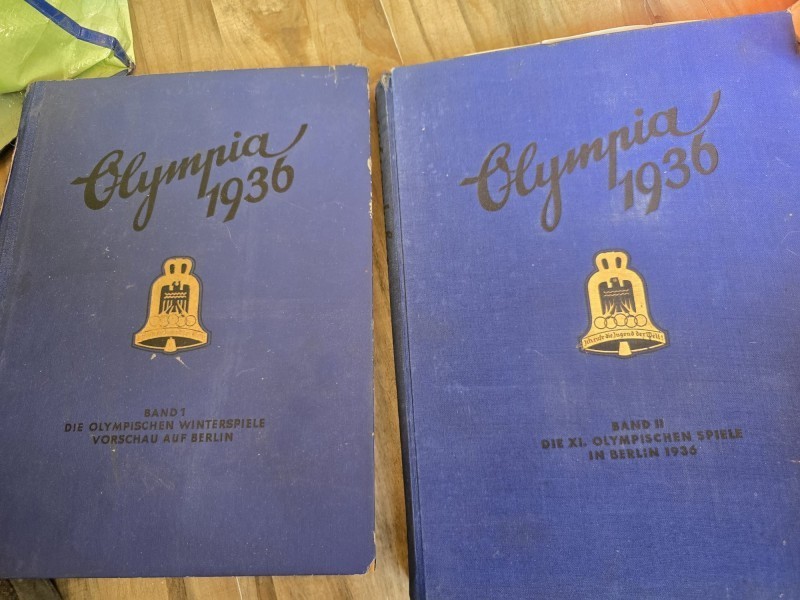 Olympia
1936
BAND 1
DIE OLYMPISCHEN WINTERSPIELE
VORSCHAU AUF BERLIN
Olympia
1936
Ich rufe die Jugend der Welt!
BAND II
DIE XI. OLYMPISCHEN SPIELE
IN BERLIN 1936